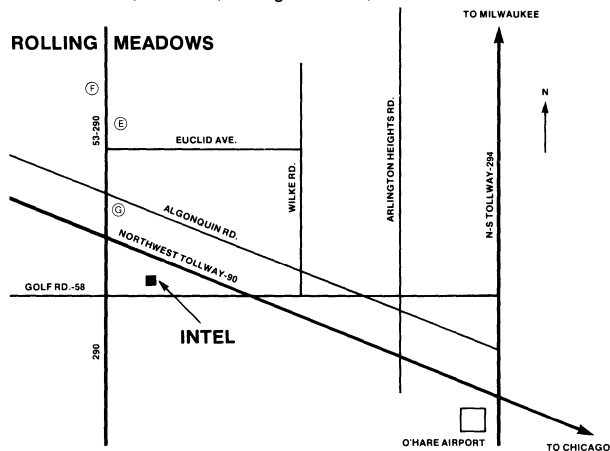 TO MILWAUKEE
ROLLING MEADOWS
F
N
53-290
E
EUCLID AVE.
WILKE RD.
ARLINGTON HEIGHTS RD.
N-S TOLLWAY-294
G
ALGONQUIN RD.
NORTHWEST TOLLWAY-90
GOLF RD.-58
INTEL
290
O'HARE AIRPORT
TO CHICAGO